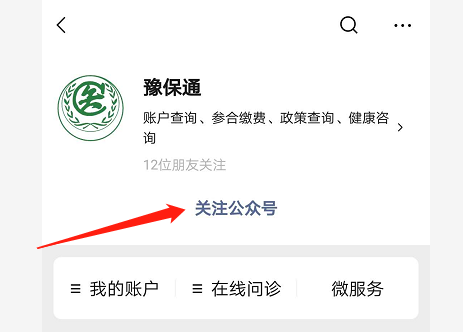 豫保通
账户查询、参合缴费、政策查询、健康咨
询
12位朋友关注
关注公众号
我的账户 在线问诊 微服务